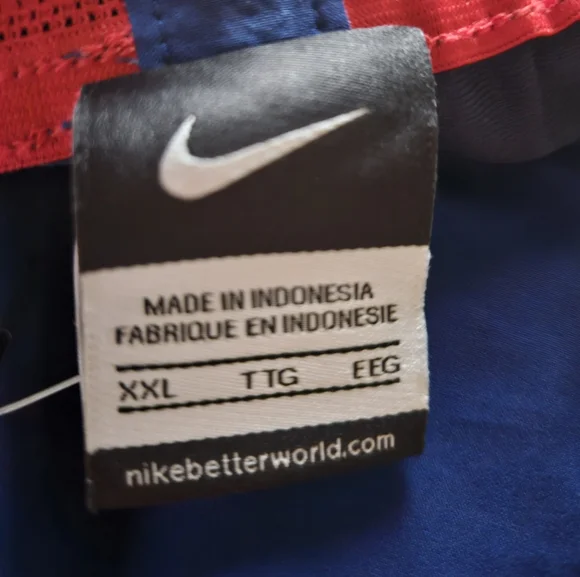 MADE IN INDONESIA
FABRIQUE EN INDONESIE
XXL TTG EEG
nikebetterworld.com